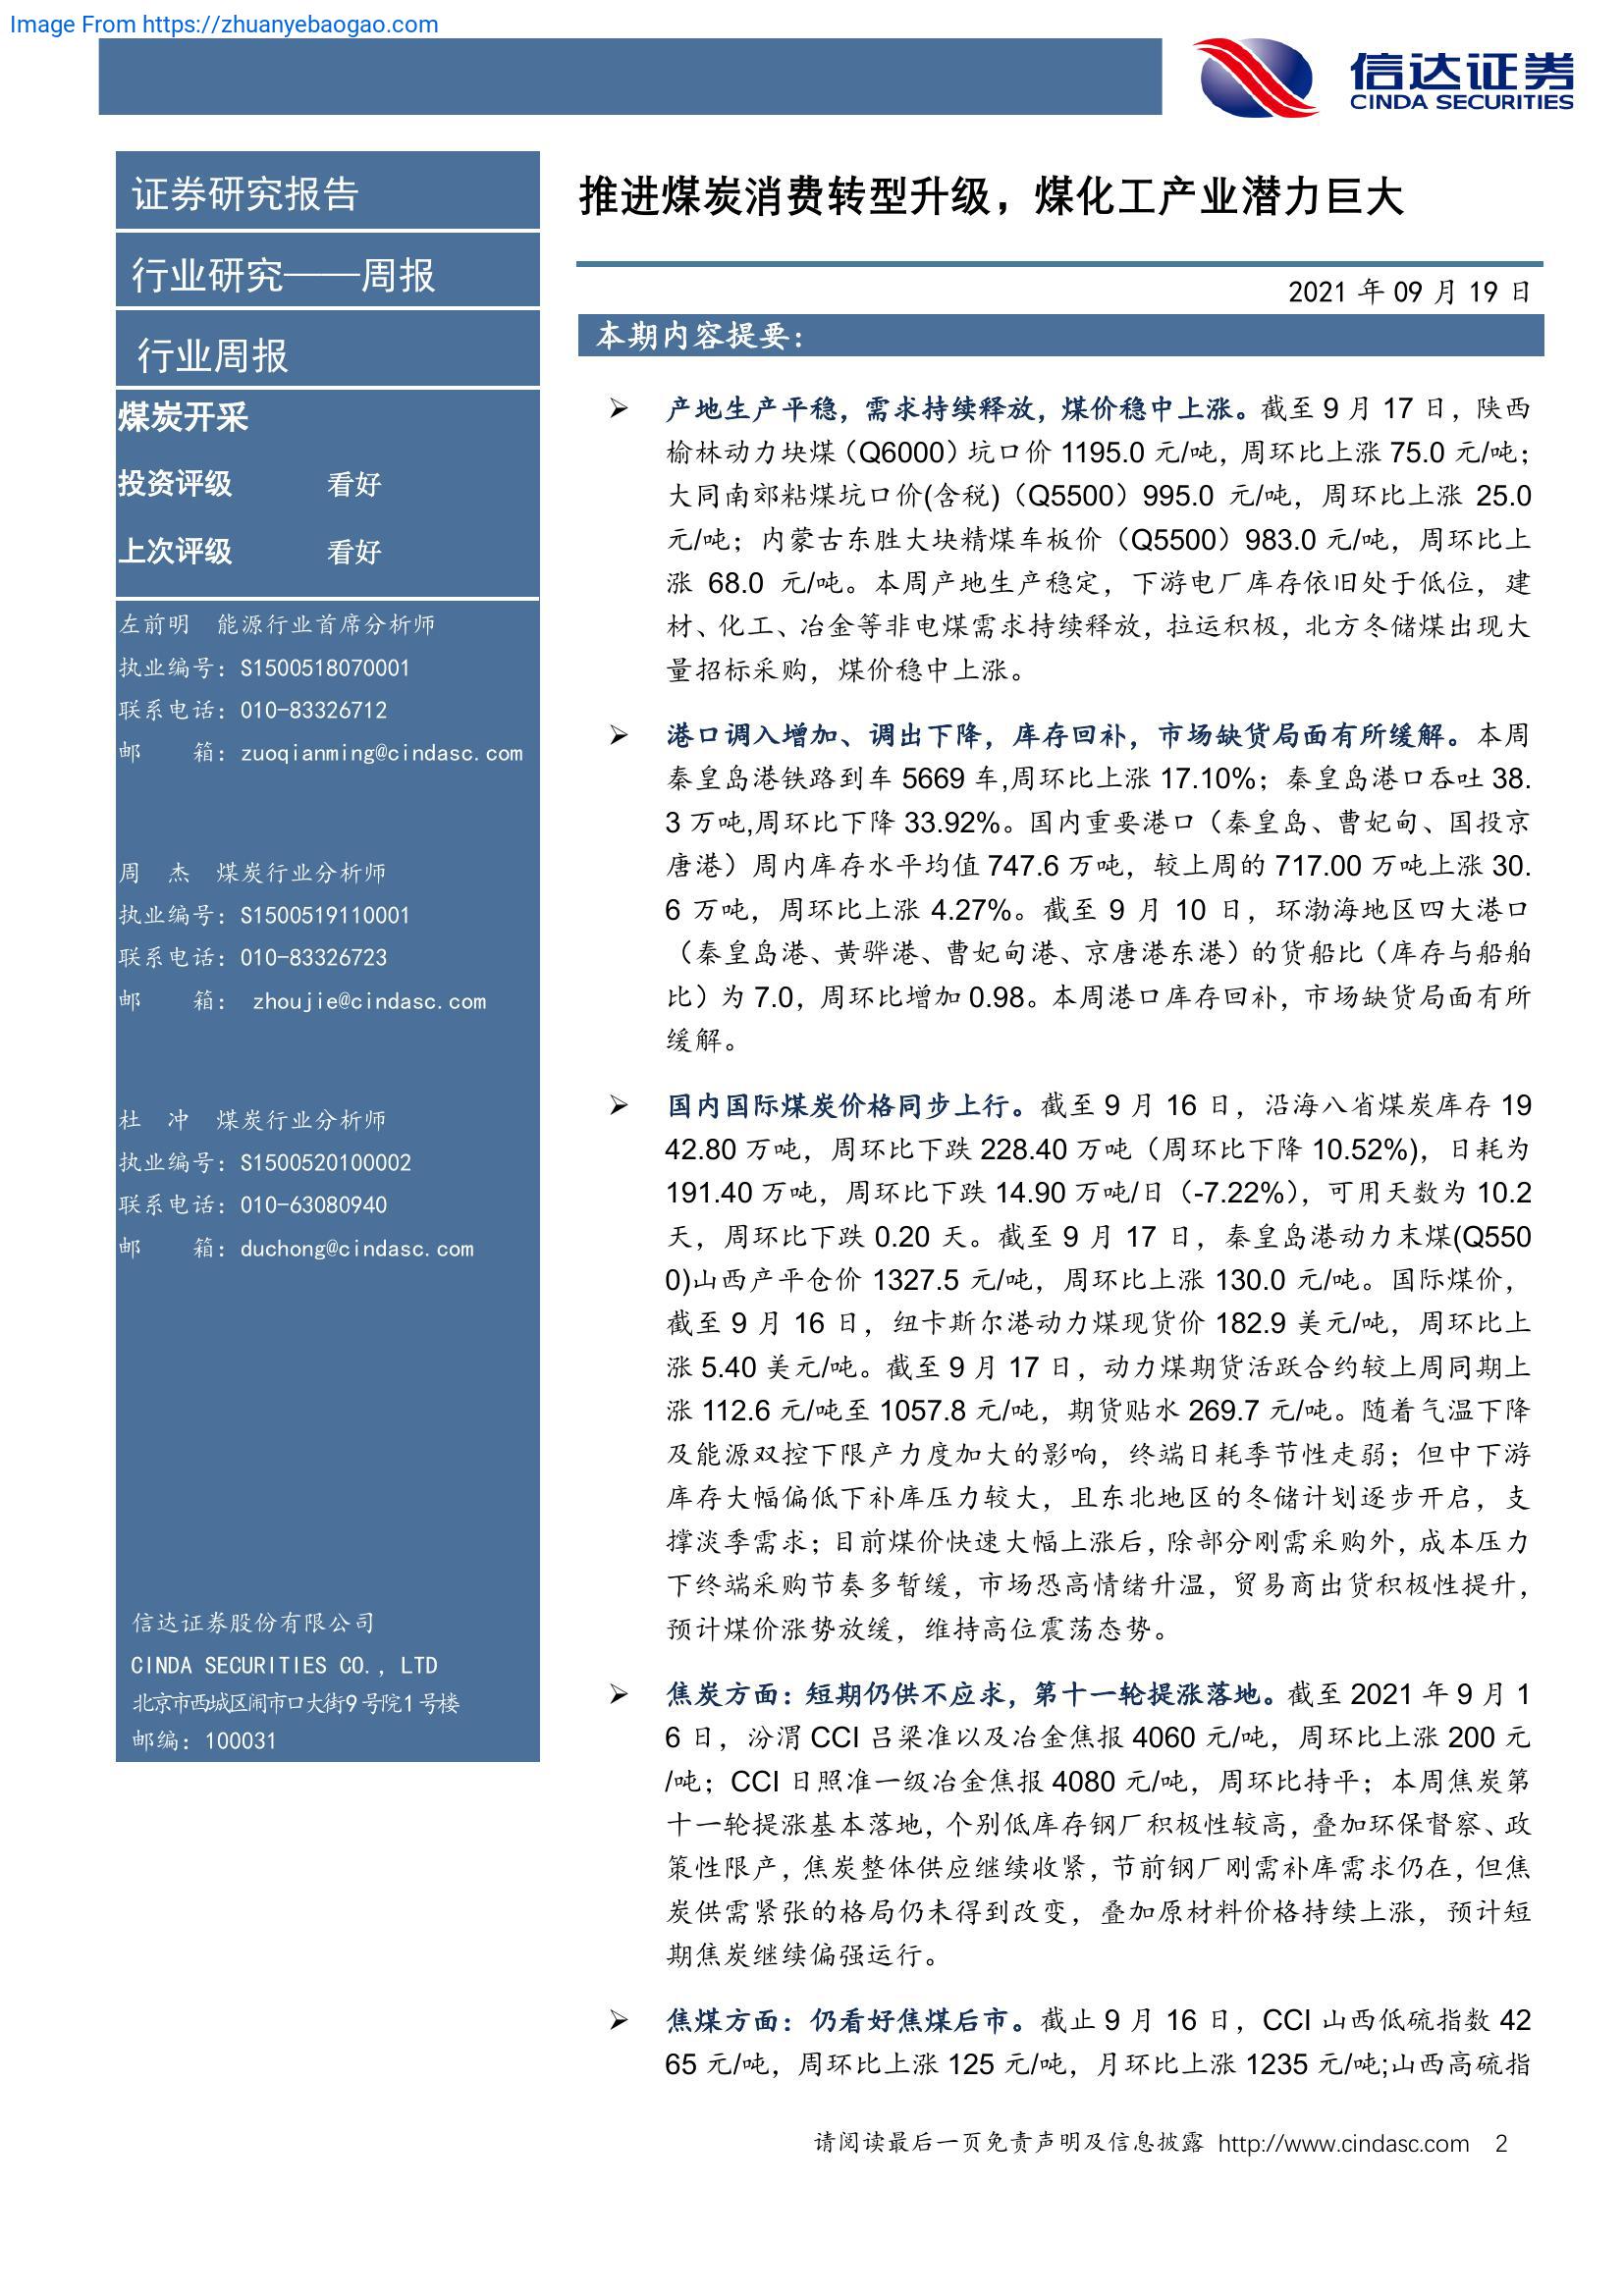 Image From https://zhuanyebaogao.com
信达证券
CINDA SECURITIES
证券研究报告
行业研究——周报
行业周报
煤炭开采
投资评级 看好
上次评级 看好
左前明 能源行业首席分析师
执业编号：S1500518070001
联系电话：010-83326712
邮 箱：zuoqianming@cindasc.com
周 杰 煤炭行业分析师
执业编号：S1500519110001
联系电话：010-83326723
邮 箱： zhoujie@cindasc.com
杜 冲 煤炭行业分析师
执业编号：S1500520100002
联系电话：010-63080940
邮 箱：duchong@cindasc.com
信达证券股份有限公司
CINDA SECURITIES CO., LTD
北京市西城区闹市口大街9号院1号楼
邮编：100031
推进煤炭消费转型升级，煤化工产业潜力巨大
2021 年 09 月 19 日
本期内容提要：
➢ 产地生产平稳，需求持续释放，煤价稳中上涨。截至 9 月 17 日，陕西
榆林动力块煤（Q6000）坑口价 1195.0 元/吨，周环比上涨 75.0 元/吨；
大同南郊粘煤坑口价(含税)（Q5500）995.0 元/吨，周环比上涨 25.0
元/吨；内蒙古东胜大块精煤车板价（Q5500）983.0 元/吨，周环比上
涨 68.0 元/吨。本周产地生产稳定，下游电厂库存依旧处于低位，建
材、化工、冶金等非电煤需求持续释放，拉运积极，北方冬储煤出现大
量招标采购，煤价稳中上涨。
➢ 港口调入增加、调出下降，库存回补，市场缺货局面有所缓解。本周
秦皇岛港铁路到车 5669 车,周环比上涨 17.10%；秦皇岛港口吞吐 38.
3 万吨,周环比下降 33.92%。国内重要港口（秦皇岛、曹妃甸、国投京
唐港）周内库存水平均值 747.6 万吨，较上周的 717.00 万吨上涨 30.
6 万吨，周环比上涨 4.27%。截至 9 月 10 日，环渤海地区四大港口
（秦皇岛港、黄骅港、曹妃甸港、京唐港东港）的货船比（库存与船舶
比）为 7.0，周环比增加 0.98。本周港口库存回补，市场缺货局面有所
缓解。
➢ 国内国际煤炭价格同步上行。截至 9 月 16 日，沿海八省煤炭库存 19
42.80 万吨，周环比下跌 228.40 万吨（周环比下降 10.52%)，日耗为
191.40 万吨，周环比下跌 14.90 万吨/日（-7.22%），可用天数为 10.2
天，周环比下跌 0.20 天。截至 9 月 17 日，秦皇岛港动力末煤(Q550
0)山西产平仓价 1327.5 元/吨，周环比上涨 130.0 元/吨。国际煤价，
截至 9 月 16 日，纽卡斯尔港动力煤现货价 182.9 美元/吨，周环比上
涨 5.40 美元/吨。截至 9 月 17 日，动力煤期货活跃合约较上周同期上
涨 112.6 元/吨至 1057.8 元/吨，期货贴水 269.7 元/吨。随着气温下降
及能源双控下限产力度加大的影响，终端日耗季节性走弱；但中下游
库存大幅偏低下补库压力较大，且东北地区的冬储计划逐步开启，支
撑淡季需求；目前煤价快速大幅上涨后，除部分刚需采购外，成本压力
下终端采购节奏多暂缓，市场恐高情绪升温，贸易商出货积极性提升，
预计煤价涨势放缓，维持高位震荡态势。
➢ 焦炭方面：短期仍供不应求，第十一轮提涨落地。截至 2021 年 9 月 1
6 日，汾渭 CCI 吕梁准以及冶金焦报 4060 元/吨，周环比上涨 200 元
/吨；CCI 日照准一级冶金焦报 4080 元/吨，周环比持平；本周焦炭第
十一轮提涨基本落地，个别低库存钢厂积极性较高，叠加环保督察、政
策性限产，焦炭整体供应继续收紧，节前钢厂刚需补库需求仍在，但焦
炭供需紧张的格局仍未得到改变，叠加原材料价格持续上涨，预计短
期焦炭继续偏强运行。
➢ 焦煤方面：仍看好焦煤后市。截止 9 月 16 日，CCI 山西低硫指数 42
65 元/吨，周环比上涨 125 元/吨，月环比上涨 1235 元/吨;山西高硫指
请阅读最后一页免责声明及信息披露 http://www.cindasc.com 2